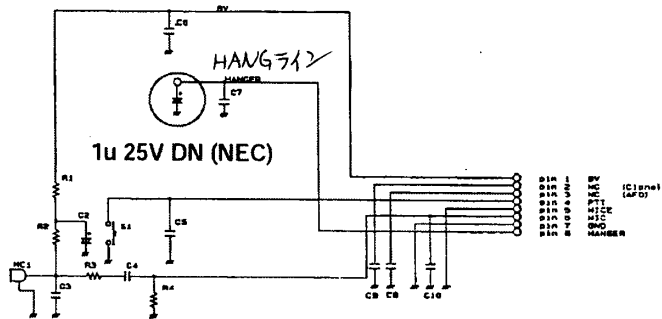 8V
C6
HANGライン
HANGER
C7
1u 25V DN (NEC)
R1
R2
C2
S1
C5
MC1
R3
C4
C3
R4
C9
C8
C10
pin 1 8V
pin 2 NC (Clone)
pin 3 NC (AFO)
pin 4 PTT
pin 5 MICE
pin 6 MIC
pin 7 GND
pin 8 HANGER